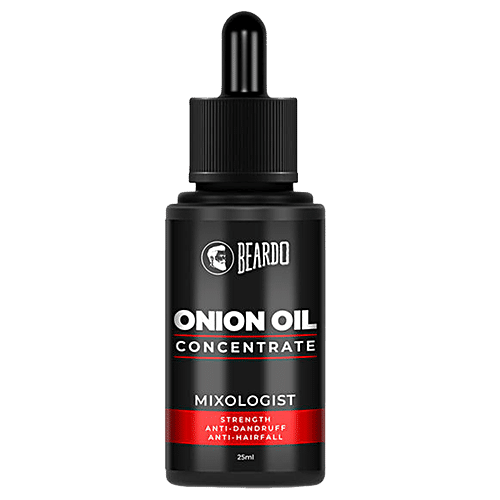 BEARDO
ONION OIL
CONCENTRATE
MIXOLOGIST
STRENGTH
ANTI-DANDRUFF
ANTI-HAIRFALL
25ml